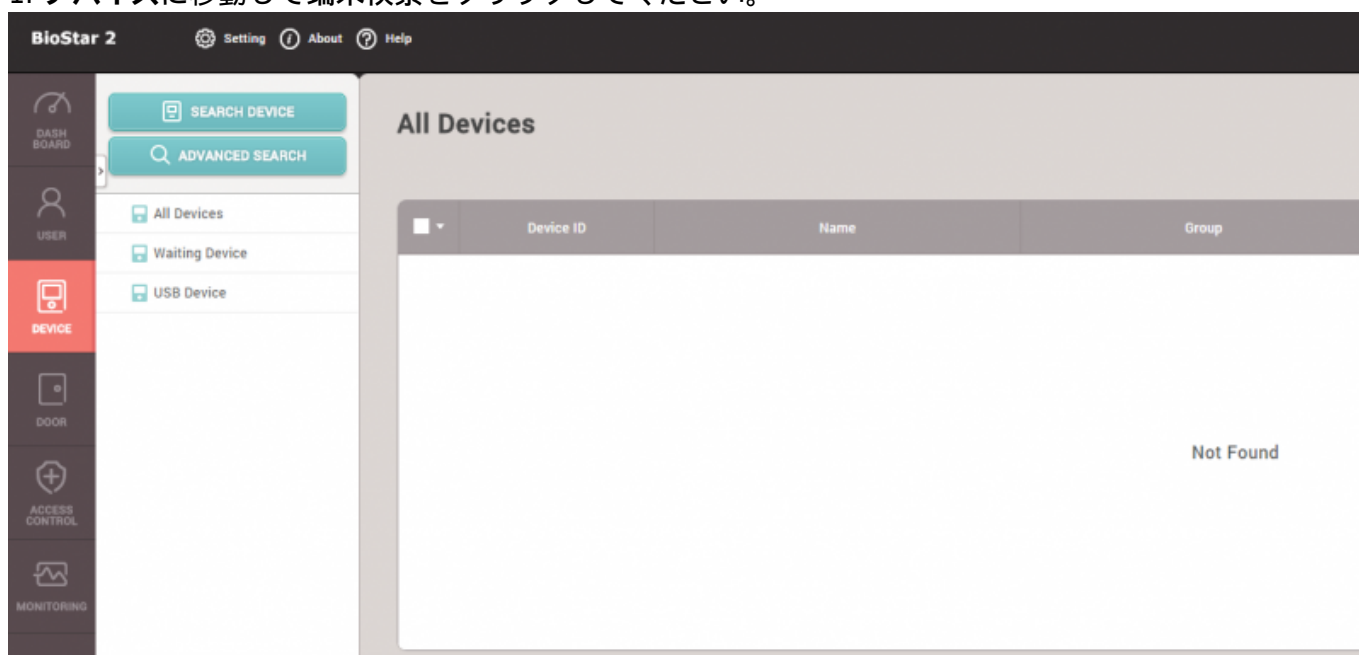 1. デバイスに移動して端末検索をクリックしてください。
BioStar 2
Setting
About
Help
DASH
BOARD
USER
DEVICE
DOOR
ACCESS
CONTROL
MONITORING
SEARCH DEVICE
ADVANCED SEARCH
All Devices
Waiting Device
USB Device
All Devices
Device ID
Name
Group
Not Found